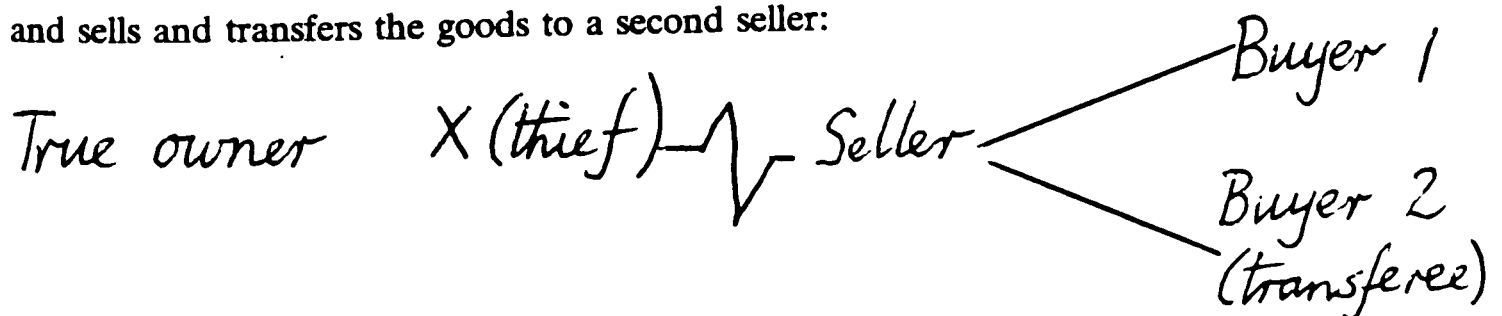 and sells and transfers the goods to a second seller:
Buyer 1
True owner X (thief) Seller
Buyer 2
(transferee)